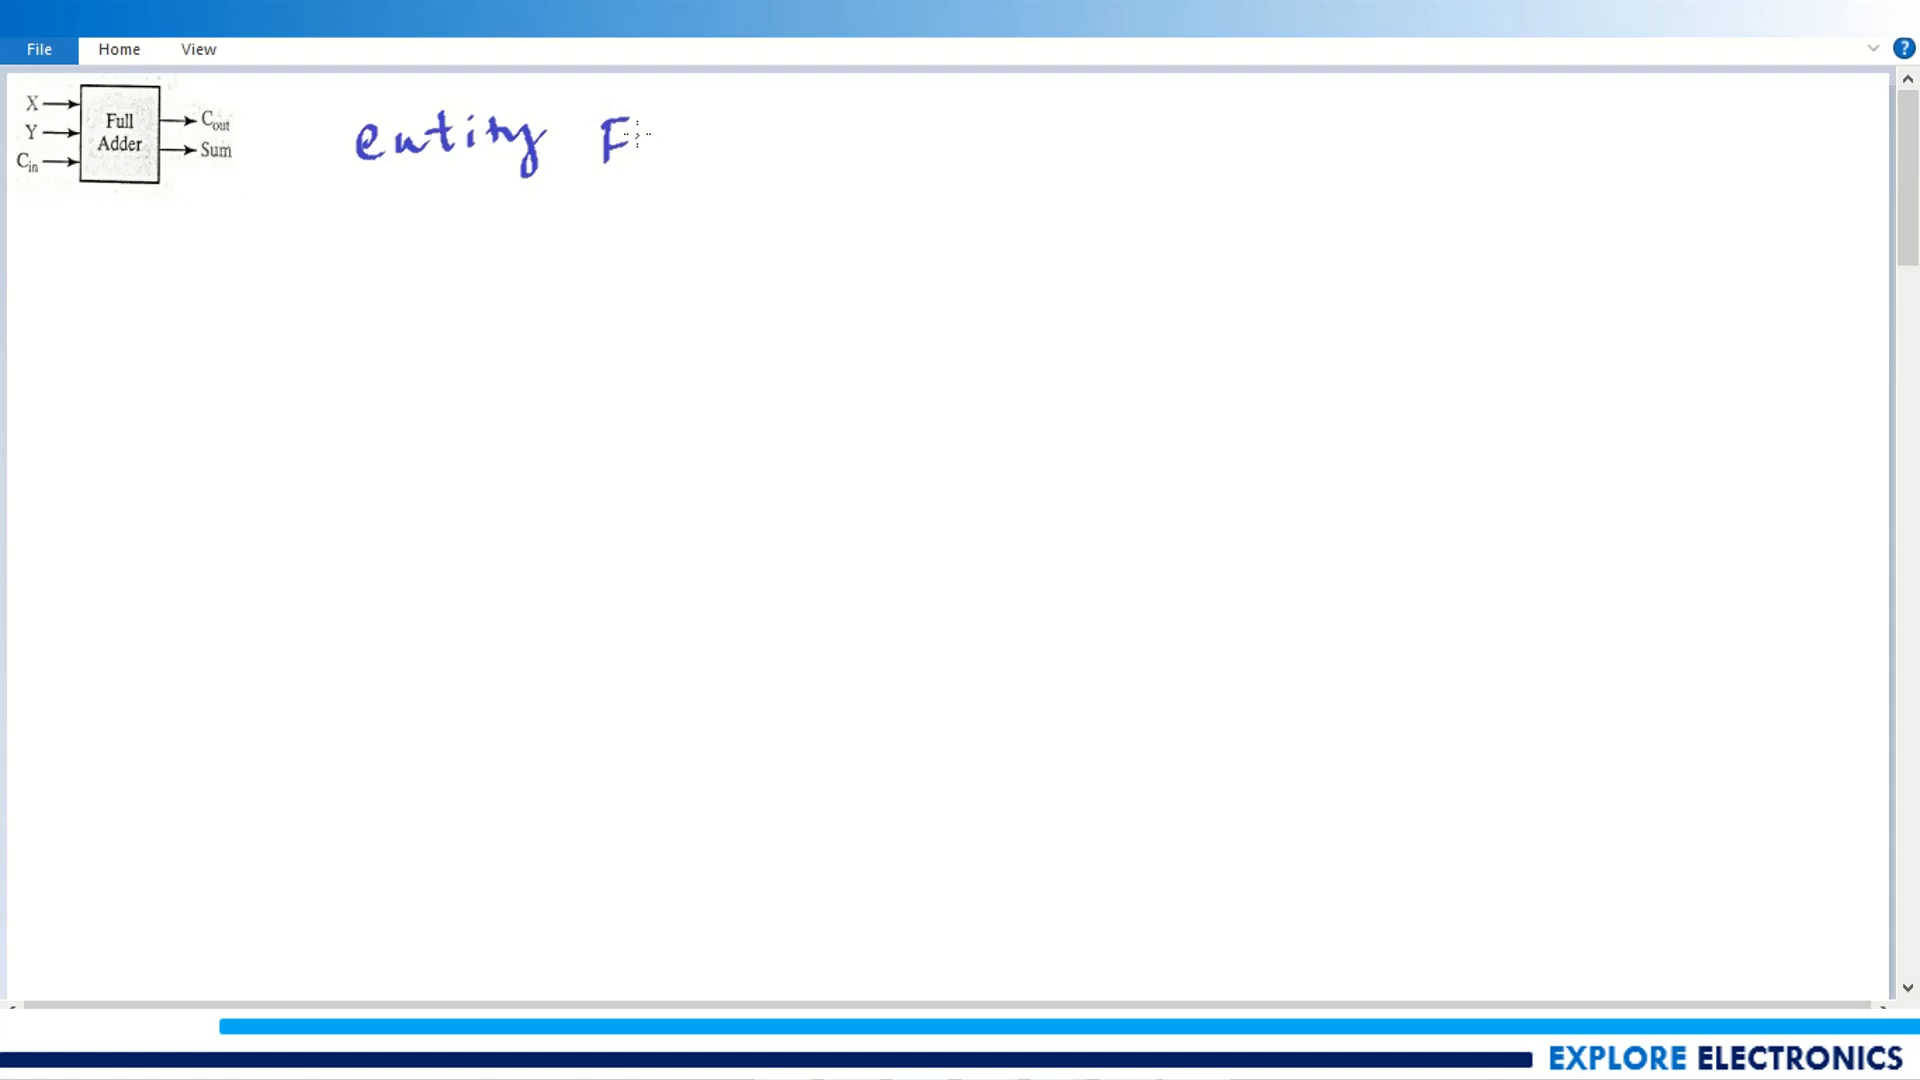 File Home View
X
Y
Cin
Full
Adder
Cout
Sum
entity F
EXPLORE ELECTRONICS